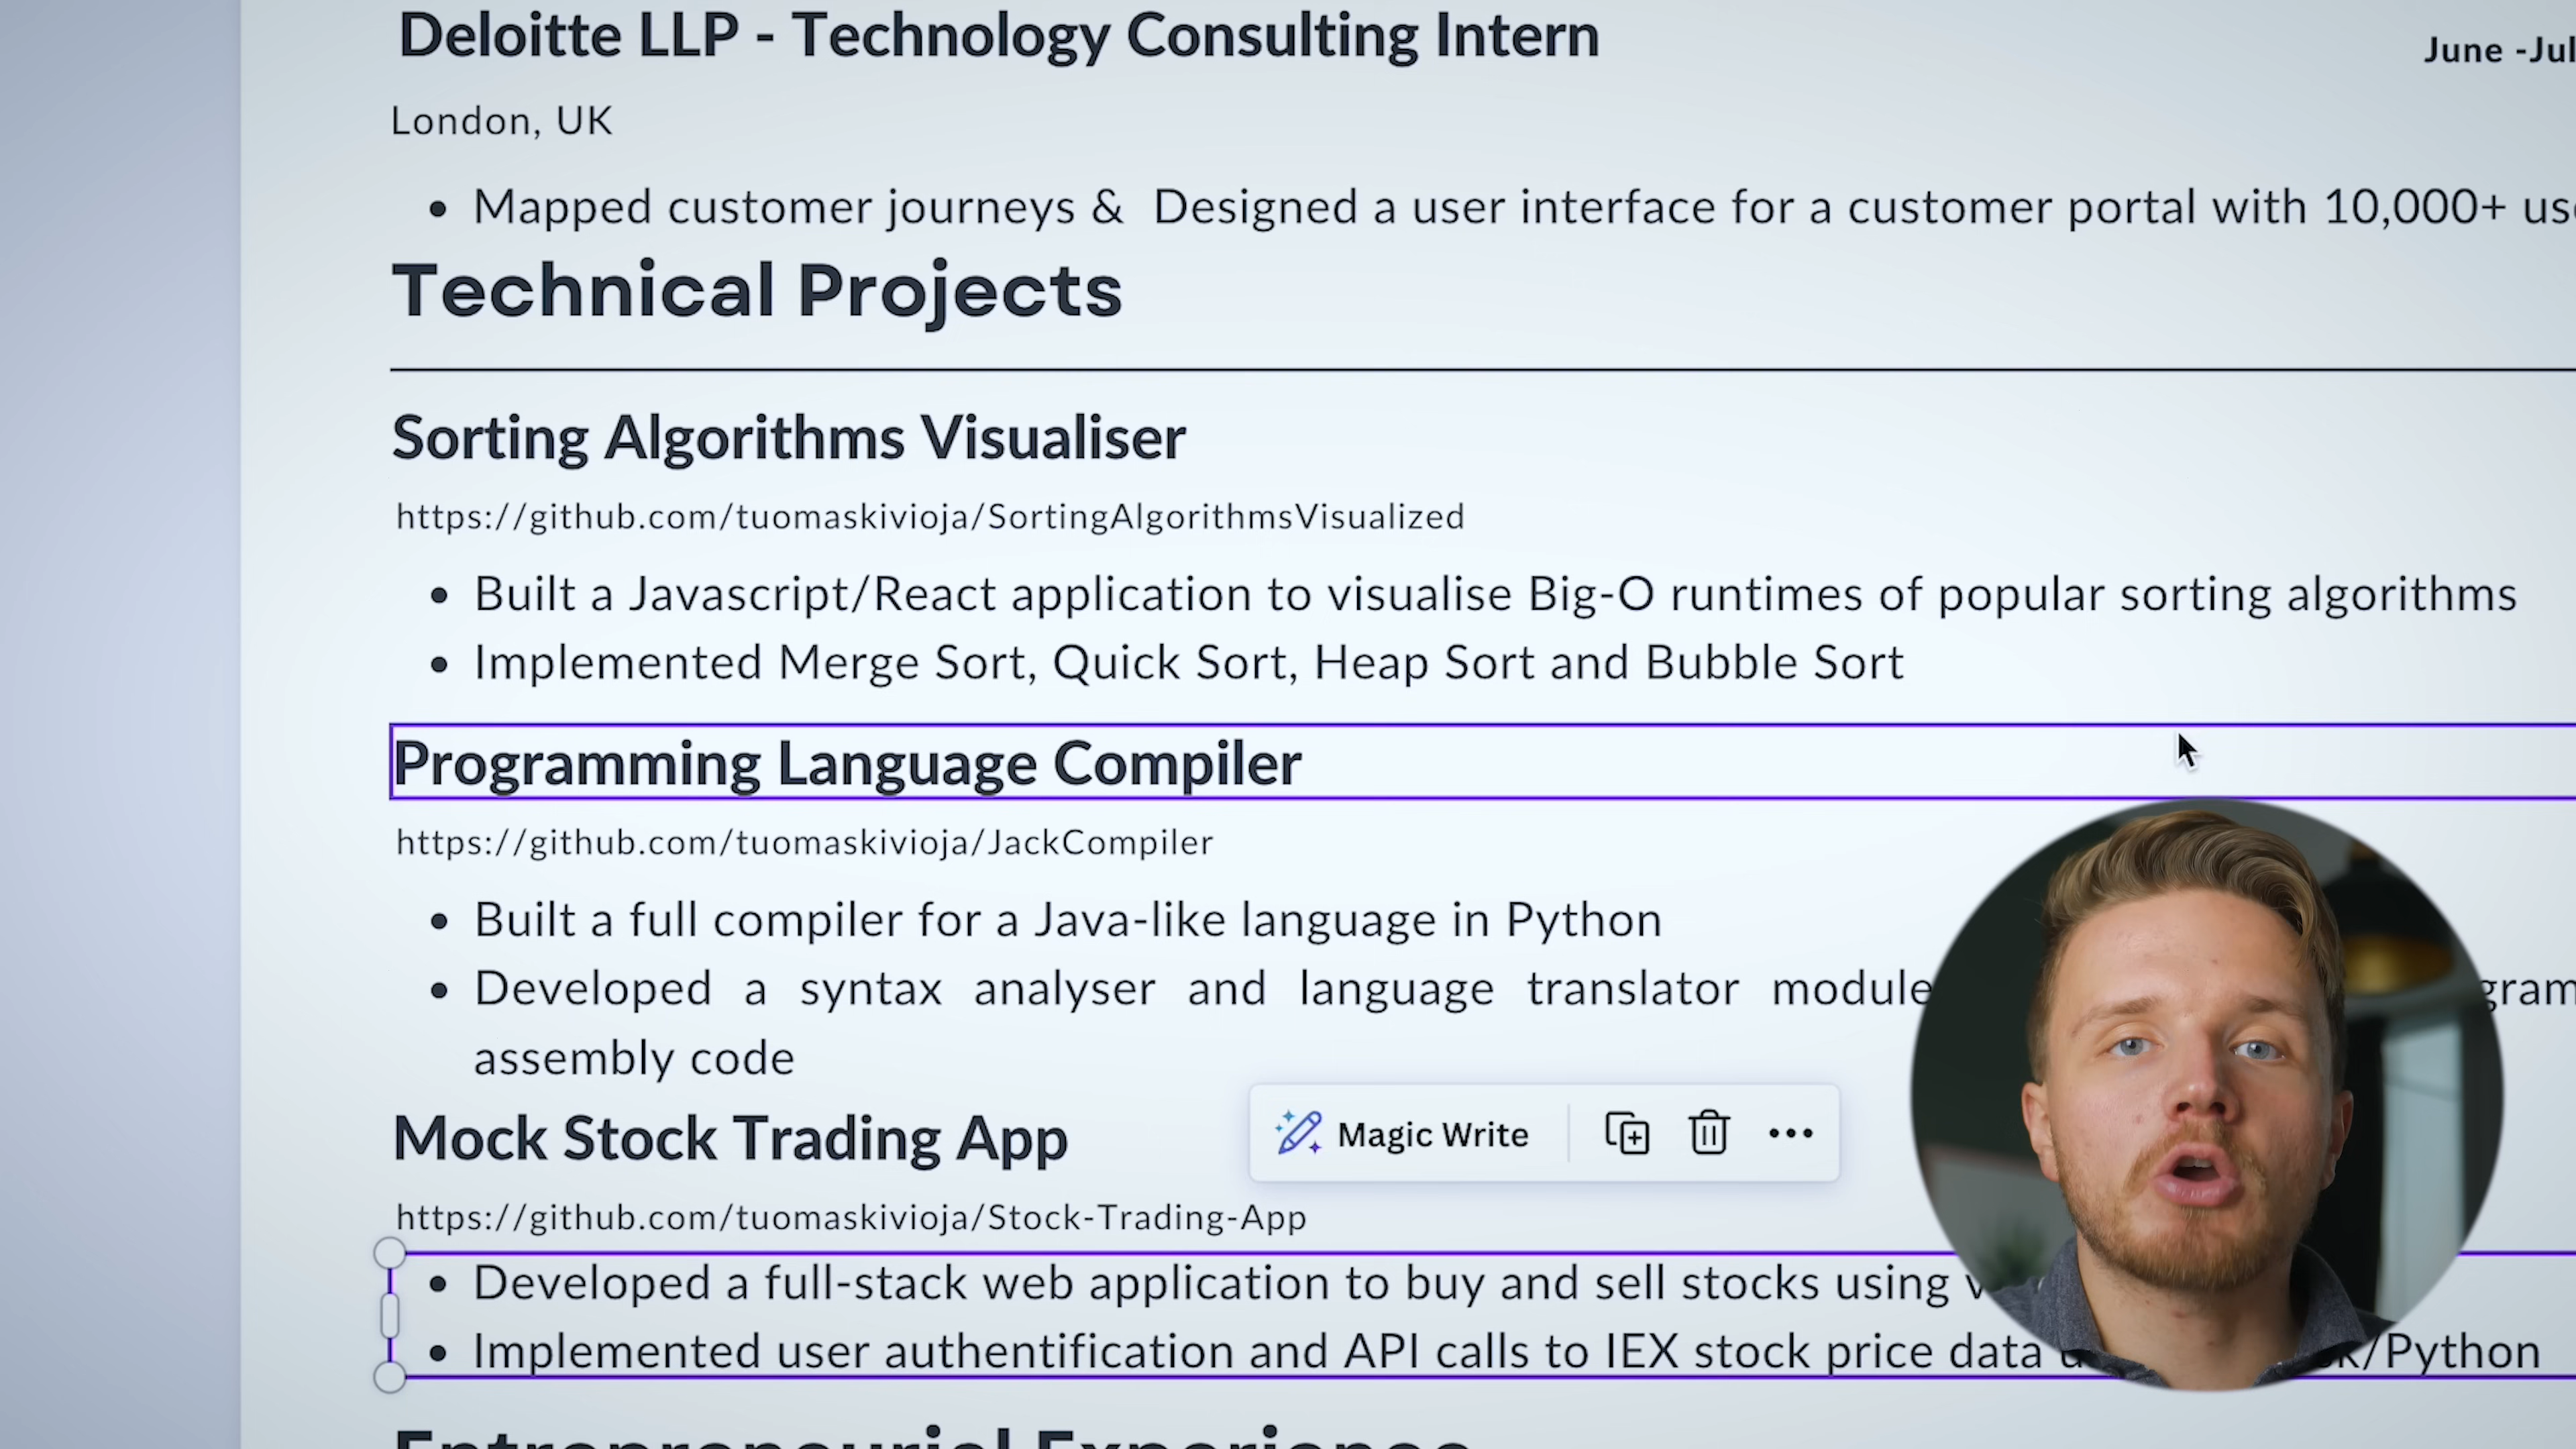 Deloitte LLP - Technology Consulting Intern
June -Jul
London, UK
• Mapped customer journeys & Designed a user interface for a customer portal with 10,000+
Technical Projects
Sorting Algorithms Visualiser
https://github.com/tuomaskivioja/SortingAlgorithmsVisualized
• Built a Javascript/React application to visualise Big-O runtimes of popular sorting algorithms
• Implemented Merge Sort, Quick Sort, Heap Sort and Bubble Sort
Programming Language Compiler
https://github.com/tuomaskivioja/JackCompiler
• Built a full compiler for a Java-like language in Python
• Developed a syntax analyser and language translator module
assembly code
Mock Stock Trading App
Magic Write
https://github.com/tuomaskivioja/Stock-Trading-App
• Developed a full-stack web application to buy and sell stocks using
• Implemented user authentification and API calls to IEX stock price data /Python
Entrepreneurial Experience